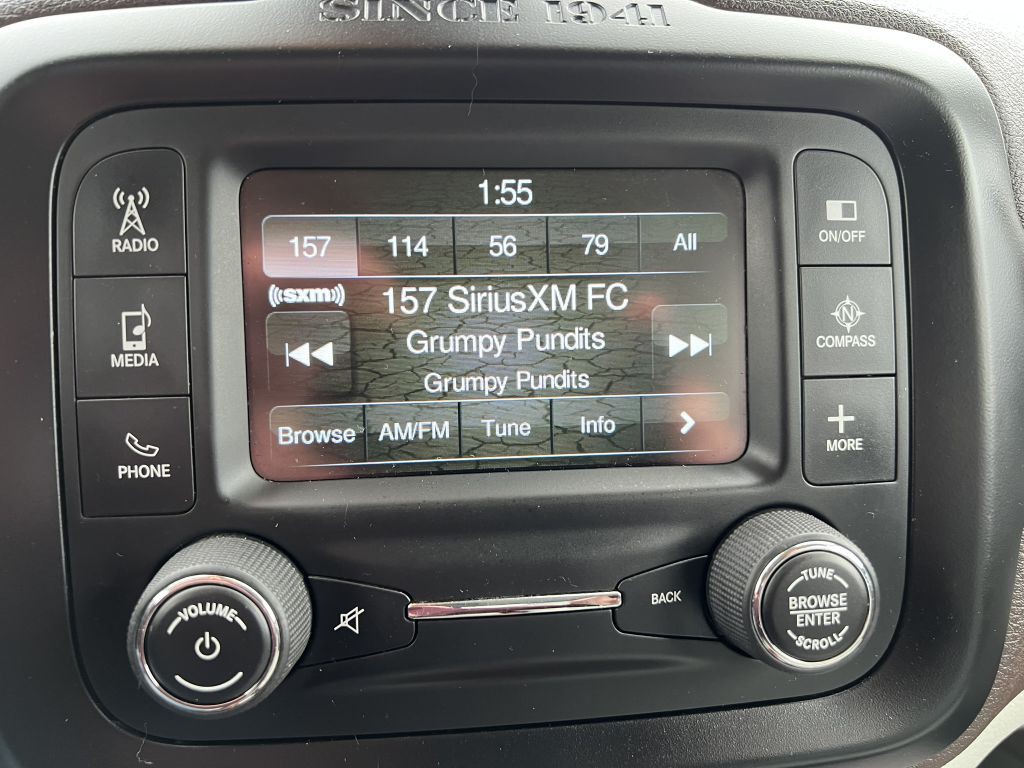 SINCE 1941
1:55
157 114 56 79 All
((sxm)) 157 SiriusXM FC
Grumpy Pundits
Grumpy Pundits
Browse AM/FM Tune Info >
RADIO
MEDIA
PHONE
ON/OFF
N
COMPASS
+
MORE
VOLUME
BACK
TUNE
BROWSE
ENTER
SCROLL